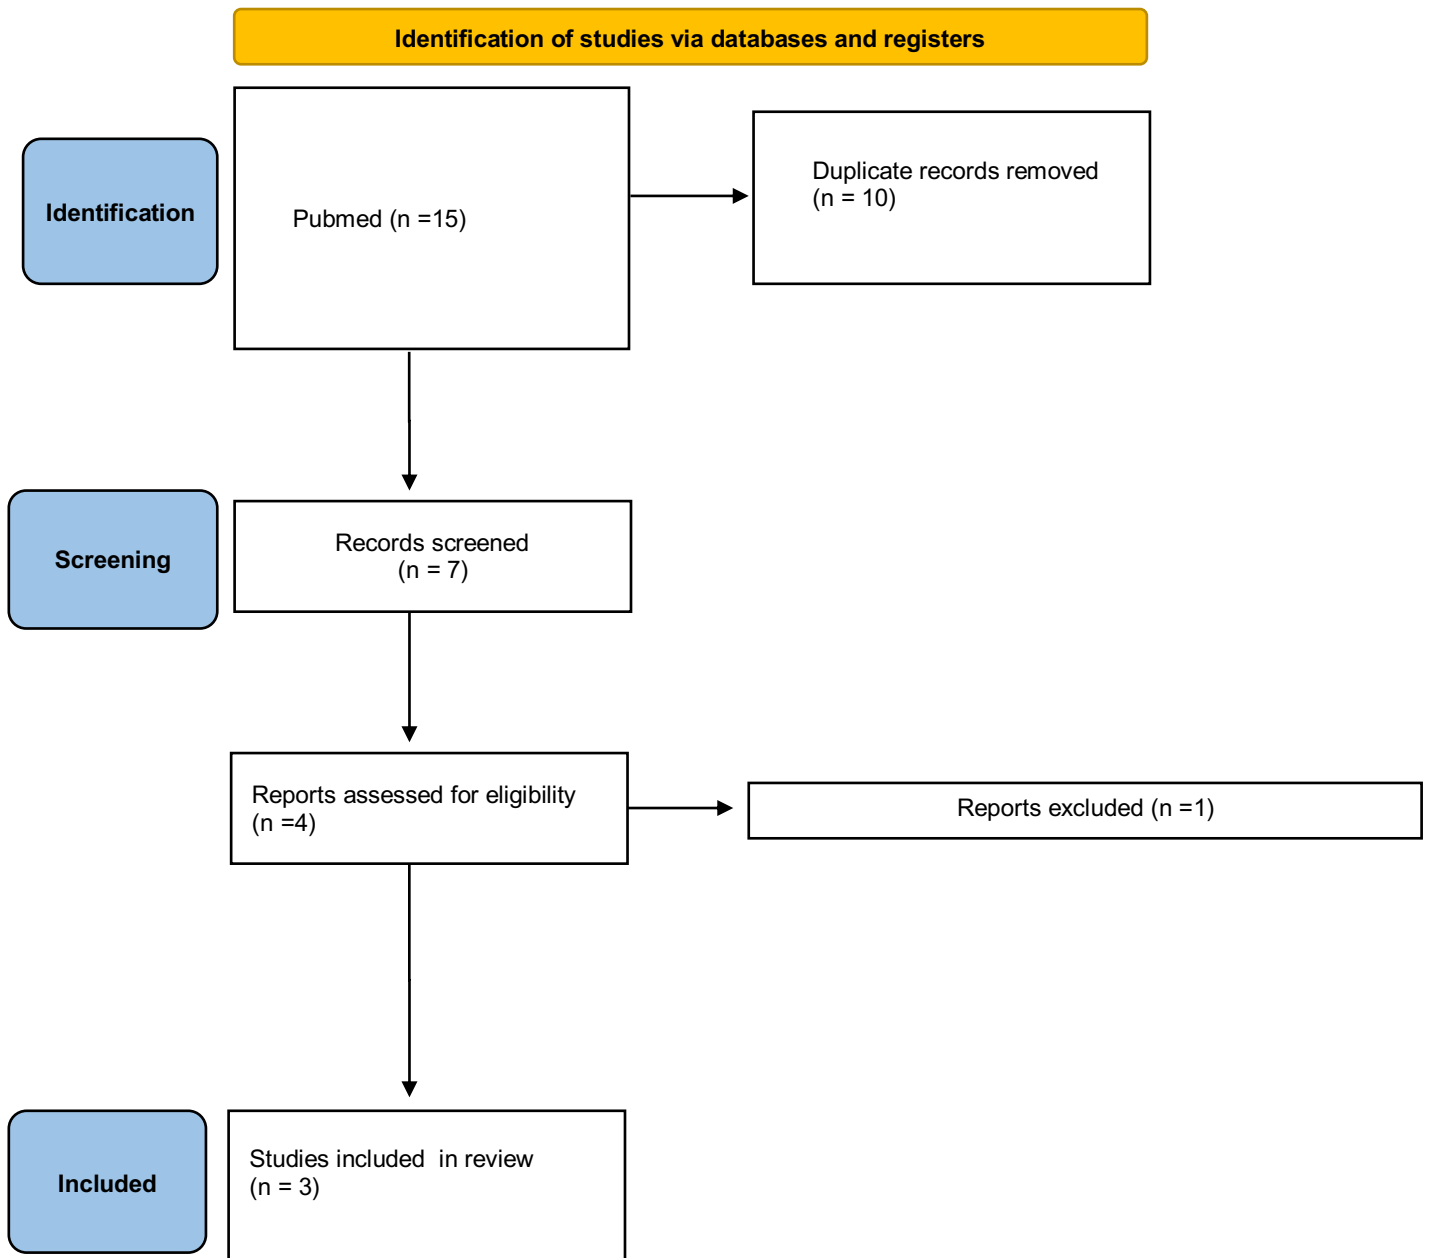 Identification of studies via databases and registers
Identification
Pubmed (n =15)
Duplicate records removed
(n = 10)
Screening
Records screened
(n = 7)
Reports assessed for eligibility
(n =4)
Reports excluded (n =1)
Included
Studies included  in review
(n = 3)